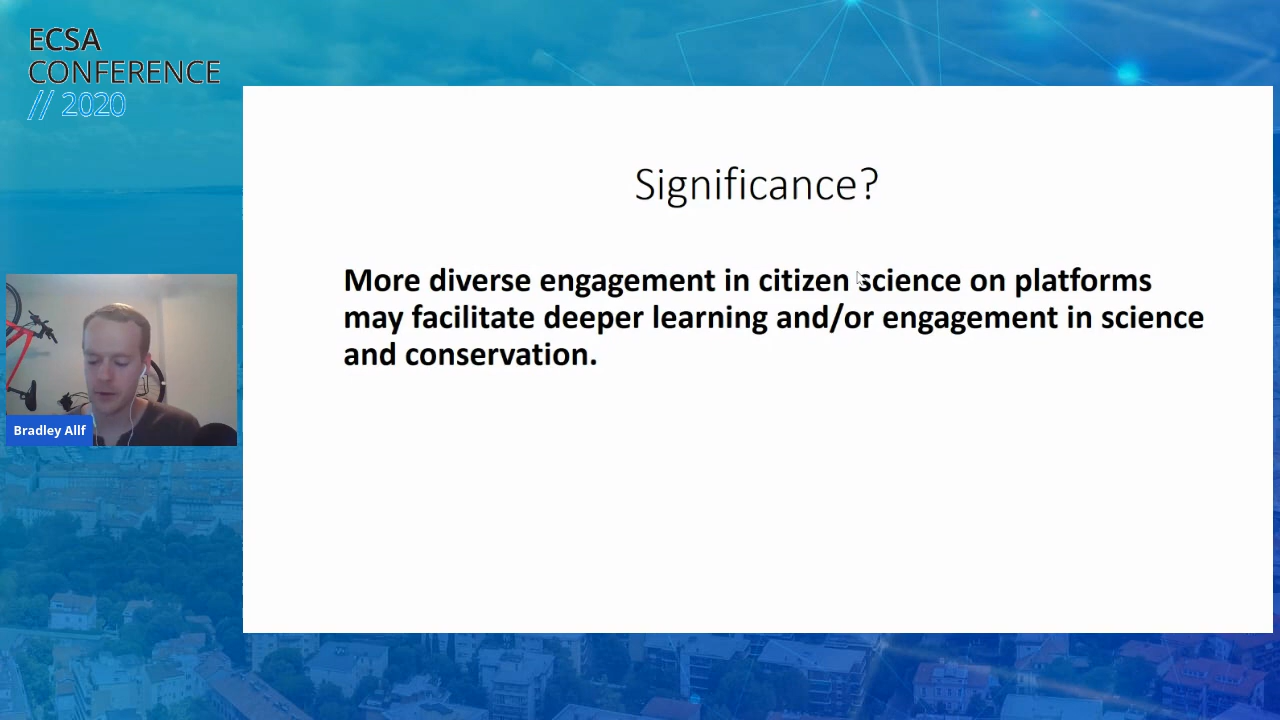 ECSA
CONFERENCE
// 2020
Significance?
More diverse engagement in citizen science on platforms
may facilitate deeper learning and/or engagement in science
and conservation.
Bradley Allf